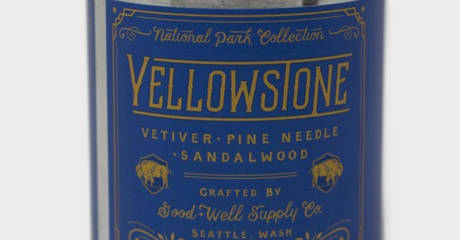 National Park Collection
YELLOWSTONE
VETIVER · PINE NEEDLE
· SANDALWOOD
CRAFTED BY
Good Well Supply Co.
SEATTLE, WASH